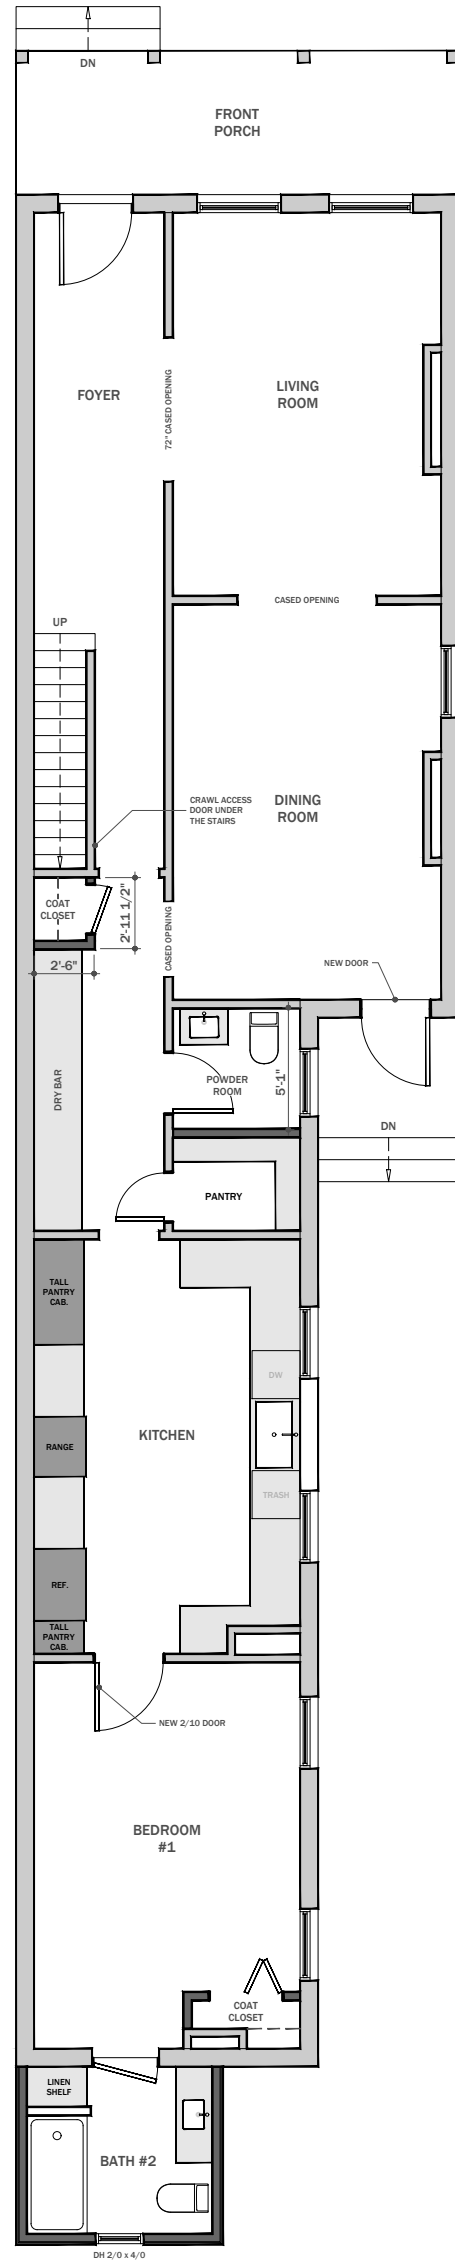 DN
FRONT
PORCH
FOYER
72" CASED OPENING
LIVING
ROOM
CASED OPENING
UP
CRAWL ACCESS
DOOR UNDER
THE STAIRS
DINING
ROOM
COAT
CLOSET
2'-11 1/2"
CASED OPENING
2'-6"
NEW DOOR
DRY BAR
POWDER
ROOM
5'-1"
DN
PANTRY
TALL
PANTRY
CAB.
DW
RANGE
KITCHEN
TRASH
REF.
TALL
PANTRY
CAB.
NEW 2/10 DOOR
BEDROOM
#1
COAT
CLOSET
LINEN
SHELF
BATH #2
DH 2/0 x 4/0